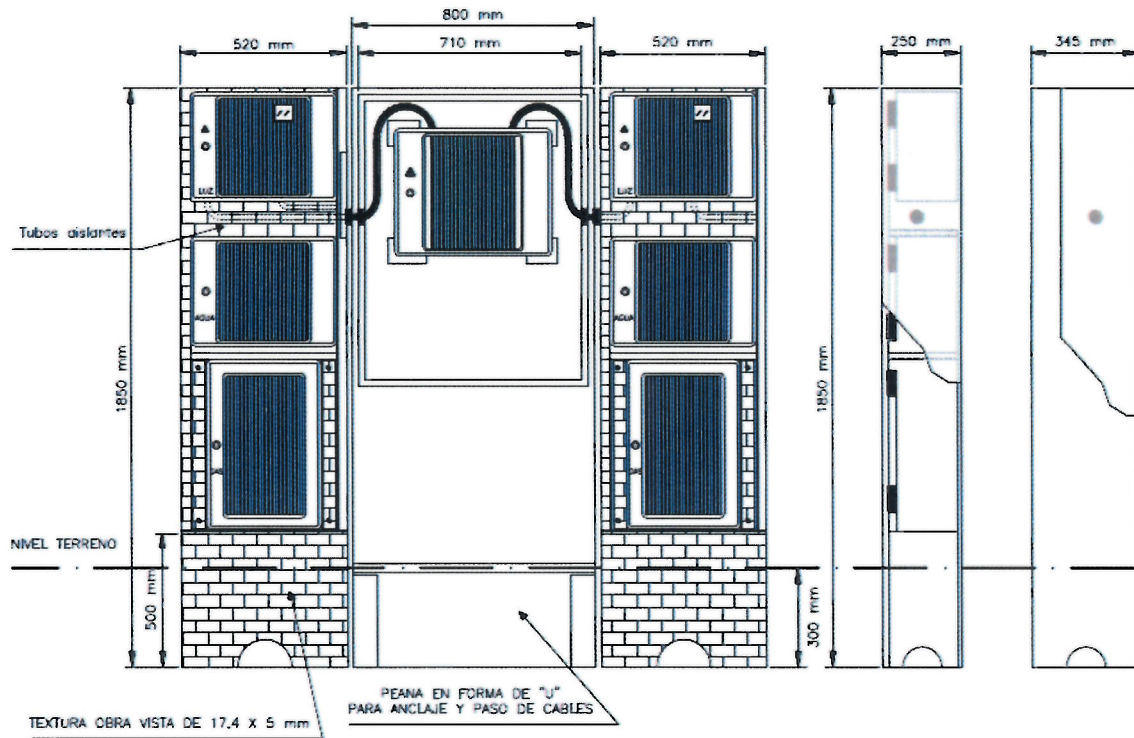 800 mm
520 mm
710 mm
520 mm
250 mm
345 mm
LUZ
LUZ
Tubos aislantes
AGUA
AGUA
1850 mm
1850 mm
GAS
GAS
NIVEL TERRENO
500 mm
300 mm
PEANA EN FORMA DE "U"
PARA ANCLAJE Y PASO DE CABLES
TEXTURA OBRA VISTA DE 17,4 X 5 mm